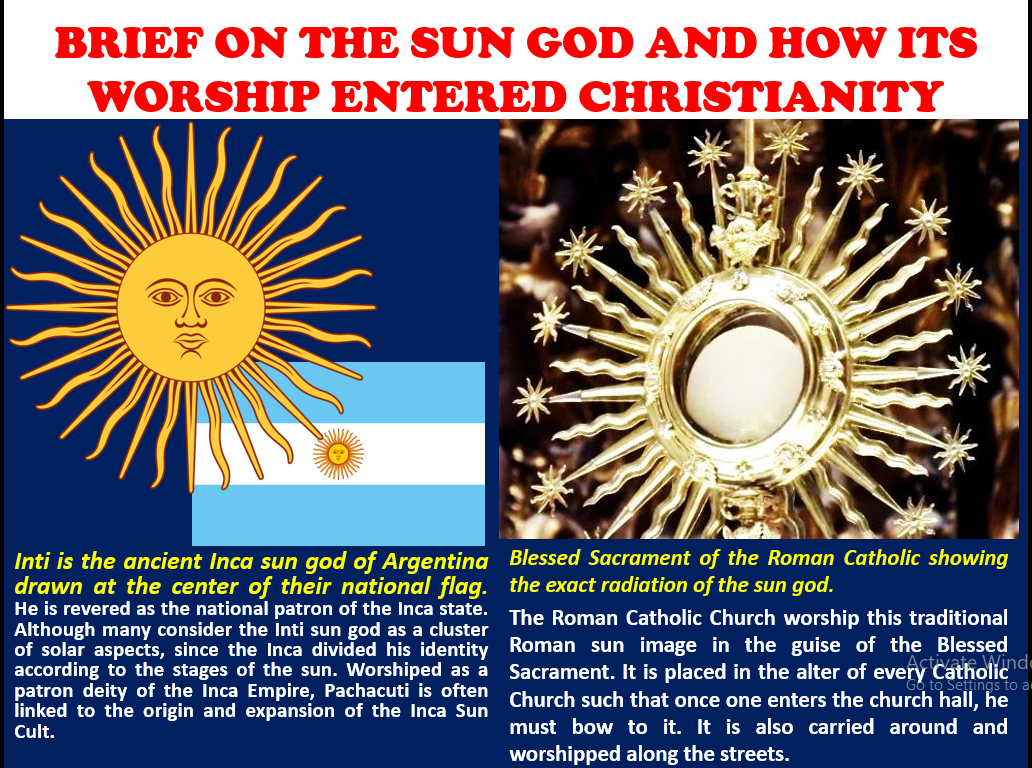 BRIEF ON THE SUN GOD AND HOW ITS
WORSHIP ENTERED CHRISTIANITY
Inti is the ancient Inca sun god of Argentina
drawn at the center of their national flag.
He is revered as the national patron of the Inca state.
Although many consider the Inti sun god as a cluster
of solar aspects, since the Inca divided his identity
according to the stages of the sun. Worshiped as a
patron deity of the Inca Empire, Pachacuti is often
linked to the origin and expansion of the Inca Sun
Cult.
Blessed Sacrament of the Roman Catholic showing
the exact radiation of the sun god.
The Roman Catholic Church worship this traditional
Roman sun image in the guise of the Blessed
Sacrament. It is placed in the alter of every Catholic
Church such that once one enters the church hall, he
must bow to it. It is also carried around and
worshipped along the streets.
Activate Windo
Go to Settings to a